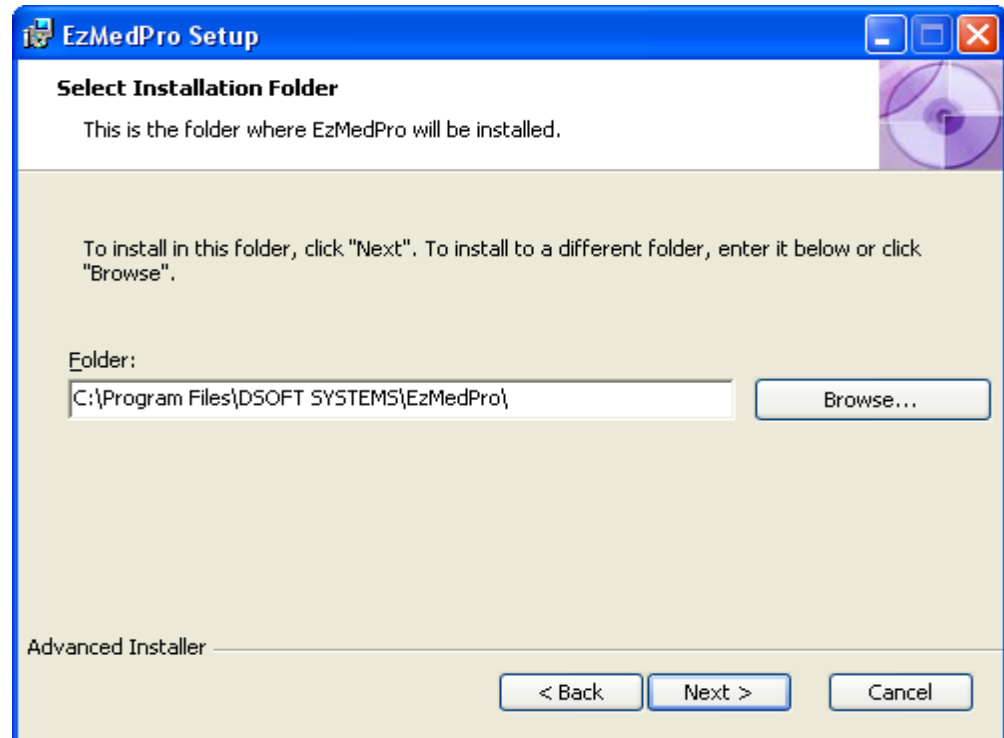 EzMedPro Setup
Select Installation Folder
This is the folder where EzMedPro will be installed.
To install in this folder, click "Next". To install to a different folder, enter it below or click
"Browse".
Folder:
C:\Program Files\DSOFT SYSTEMS\EzMedPro\
Browse...
Advanced Installer
< Back
Next >
Cancel